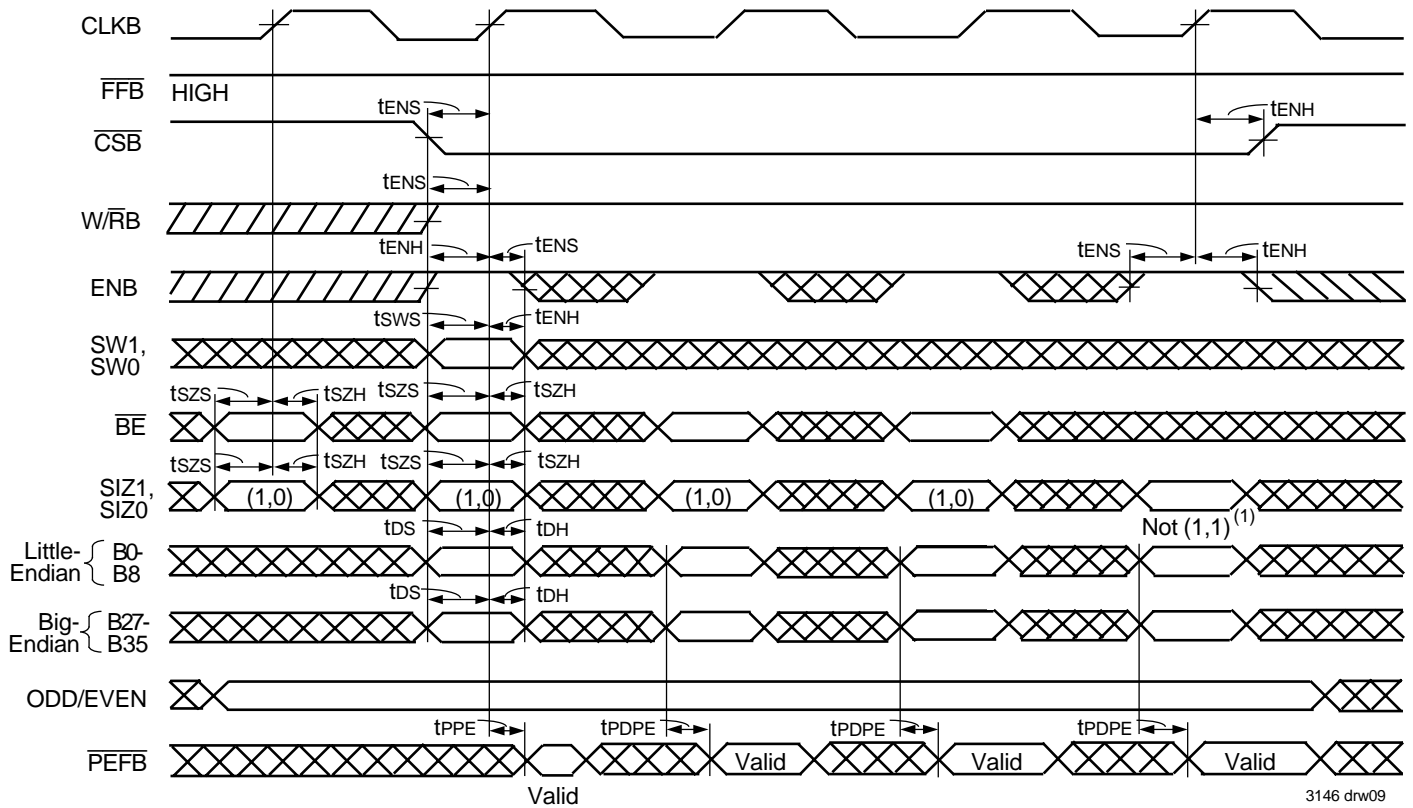 CLKB
FFB HIGH
tENS tENH
CSB
tENS
W/RB
tENH tENS tENS tENH
ENB
tSWS tENH
SW1,
SW0
tSZS tSZH tSZS tSZH
BE
tSZS tSZH tSZS tSZH
SIZ1,
SIZ0
(1,0) (1,0) (1,0) (1,0)
Not (1,1) (1)
tDS tDH
Little-
Endian
B0-
B8
tDS tDH
Big-
Endian
B27-
B35
ODD/EVEN
tPPE tPDPE tPDPE tPDPE
PEFB
Valid Valid Valid
Valid
3146 drw09